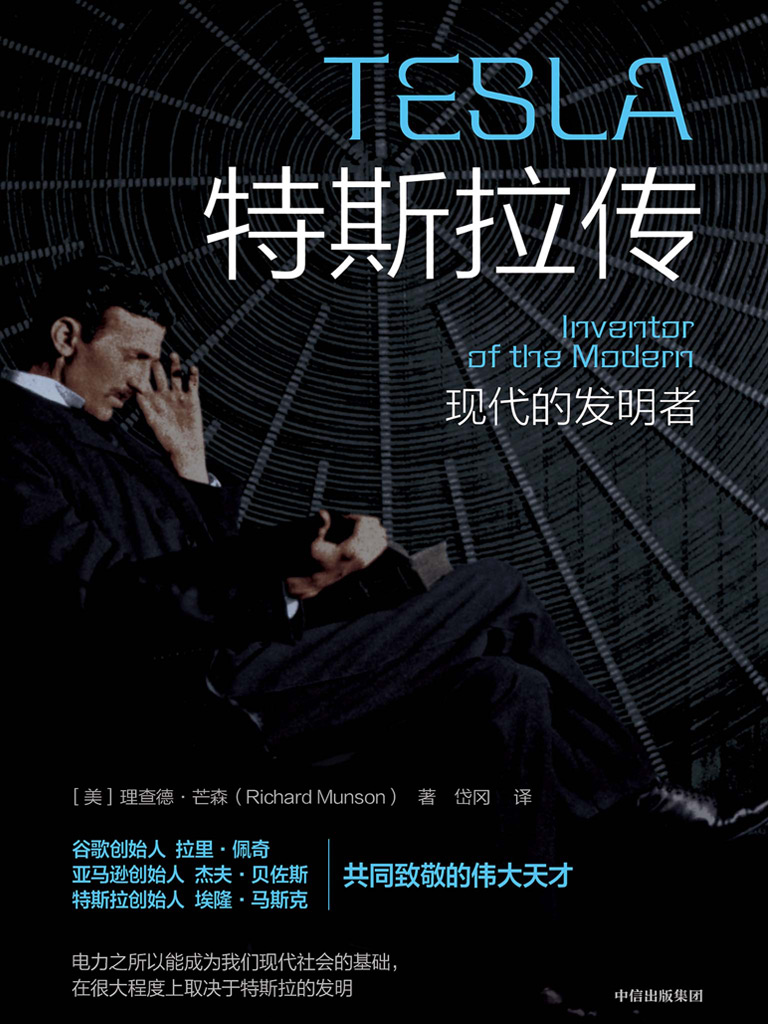 TESLA
特斯拉传
Inventor
of the Modern
现代的发明者
[美]理查德·芒森(Richard Munson) 著 岱冈 译
谷歌创始人 拉里·佩奇
亚马逊创始人 杰夫·贝佐斯
特斯拉创始人 埃隆·马斯克
共同致敬的伟大天才
电力之所以能成为我们现代社会的基础，
在很大程度上取决于特斯拉的发明
中信出版集团